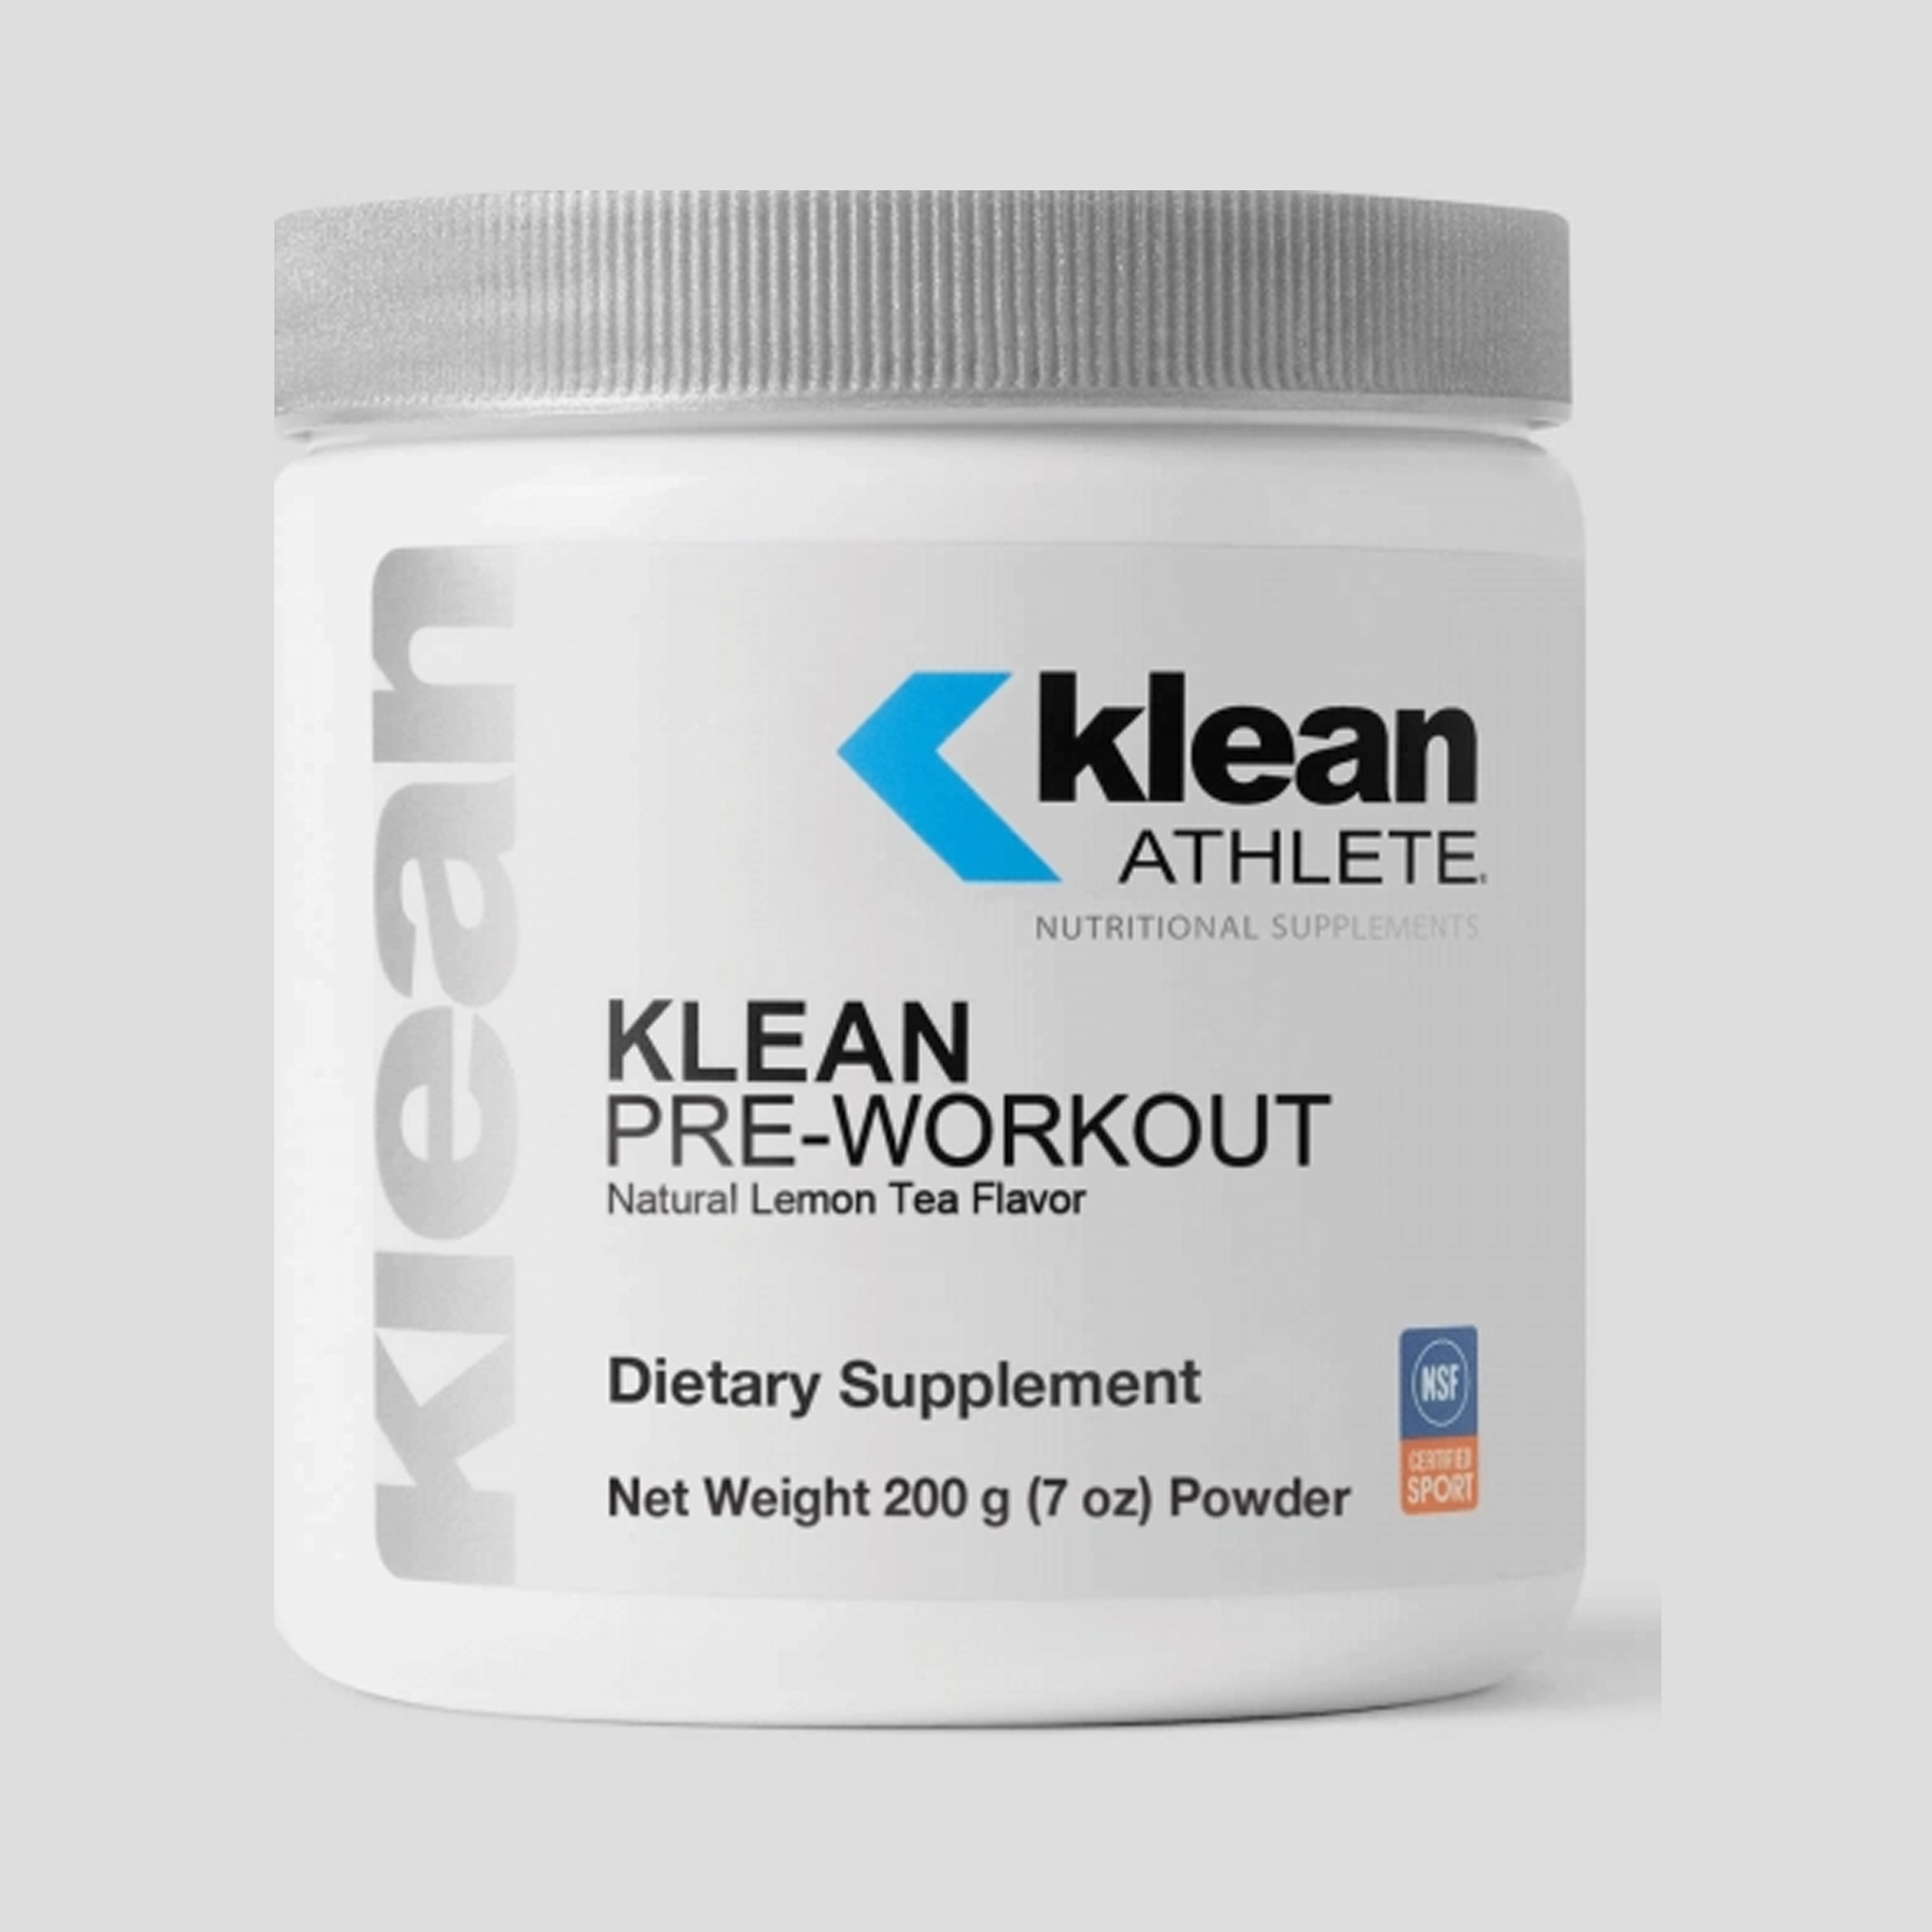 klean
klean
ATHLETE
NUTRITIONAL SUPPLEMENTS
KLEAN
PRE-WORKOUT
Natural Lemon Tea Flavor
Dietary Supplement
Net Weight 200 g (7 oz) Powder
NSF
CERTIFIED
SPORT